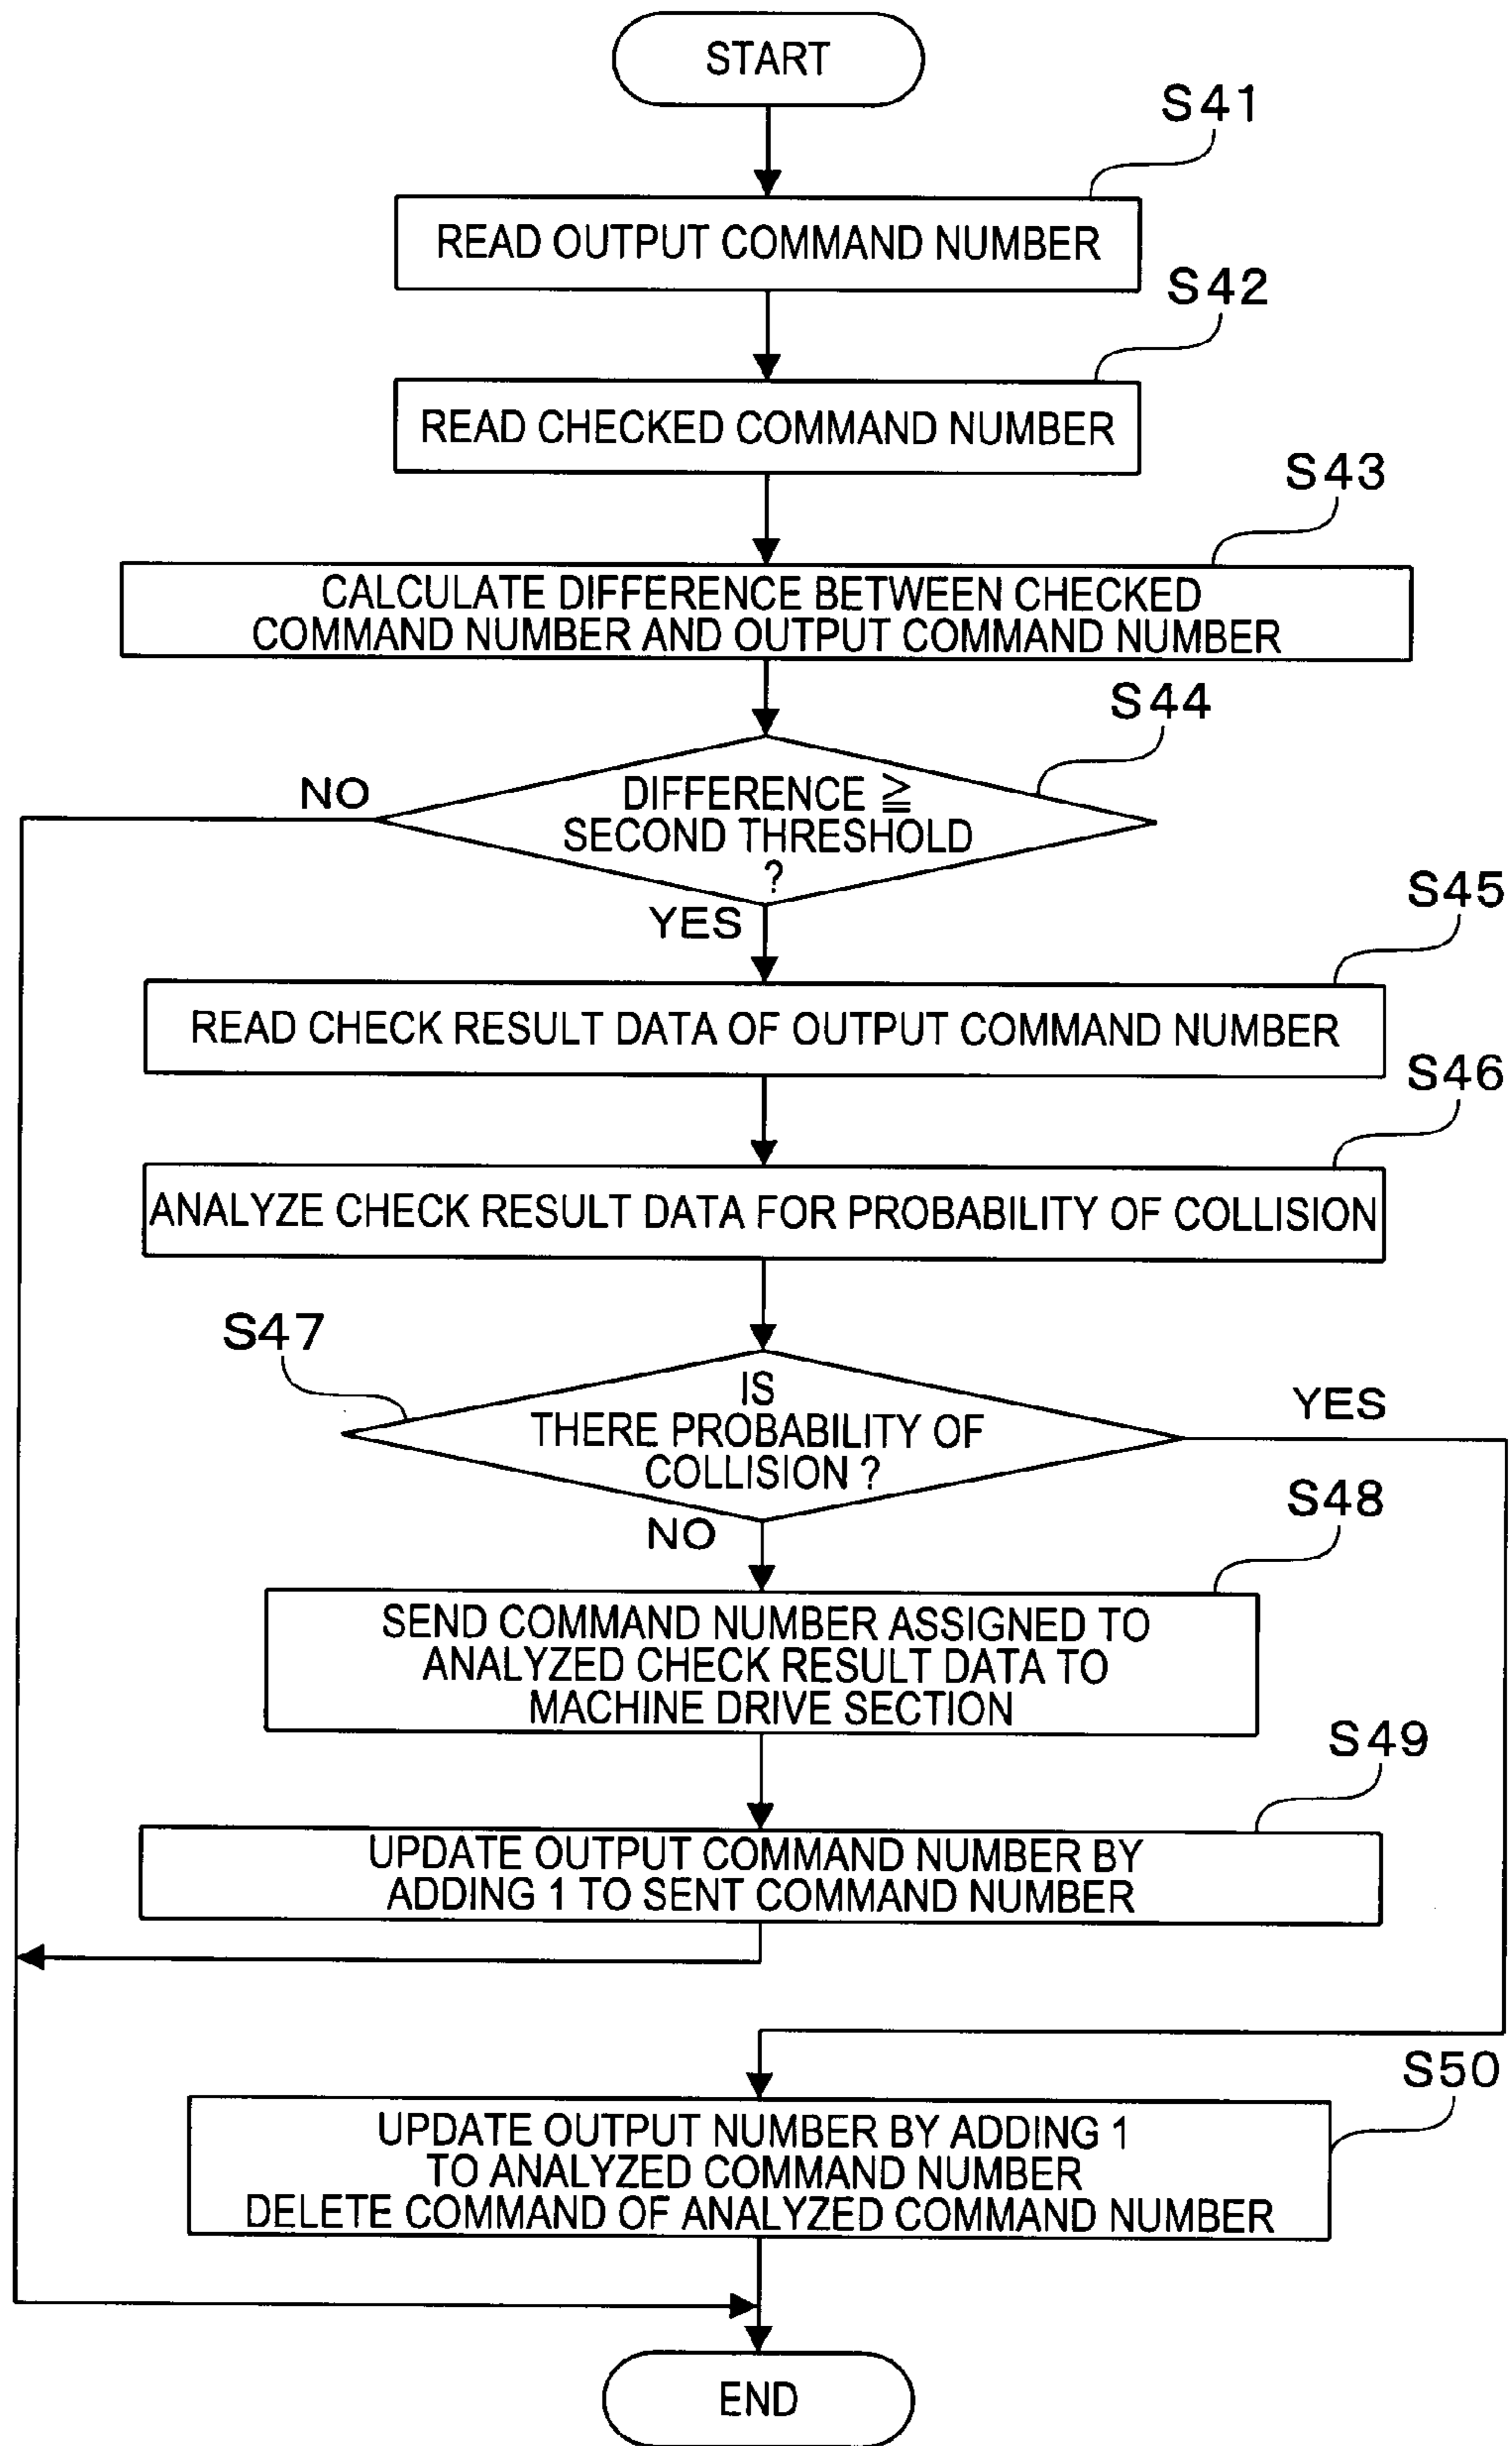 START
S41
READ OUTPUT COMMAND NUMBER
S42
READ CHECKED COMMAND NUMBER
S43
CALCULATE DIFFERENCE BETWEEN CHECKED
COMMAND NUMBER AND OUTPUT COMMAND NUMBER
S44
NO
DIFFERENCE ≧
SECOND THRESHOLD
?
YES
S45
READ CHECK RESULT DATA OF OUTPUT COMMAND NUMBER
S46
ANALYZE CHECK RESULT DATA FOR PROBABILITY OF COLLISION
S47
IS
THERE PROBABILITY OF
COLLISION ?
YES
NO
S48
SEND COMMAND NUMBER ASSIGNED TO
ANALYZED CHECK RESULT DATA TO
MACHINE DRIVE SECTION
S49
UPDATE OUTPUT COMMAND NUMBER BY
ADDING 1 TO SENT COMMAND NUMBER
S50
UPDATE OUTPUT NUMBER BY ADDING 1
TO ANALYZED COMMAND NUMBER
DELETE COMMAND OF ANALYZED COMMAND NUMBER
END